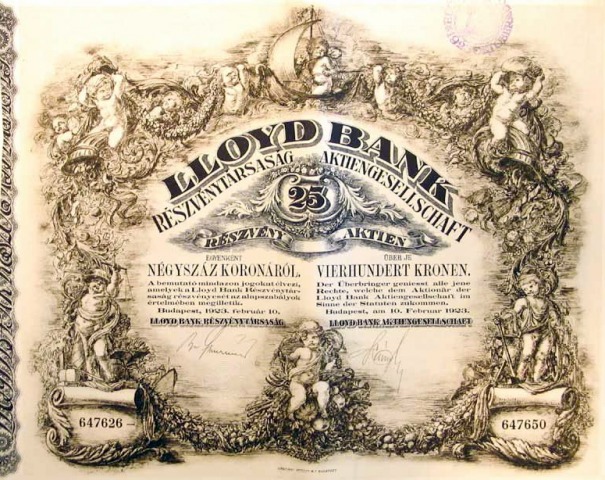 LLOYD BANK
RÉSZVÉNYTÁRSASÁG AKTIENGESELLSCHAFT
25
RÉSZVÉNY AKTIEN
EGYENKÉNT
NÉGYSZÁZ KORONÁRÓL.
A bemutató mindazon jogokat élvezi,
amelyek a Lloyd Bank Részvénytár-
saság részvényesét az alapszabályok
értelmében megilletik.
Budapest, 1923. február 10.
LLOYD BANK RÉSZVÉNYTÁRSASÁG
ÜBER JE
VIERHUNDERT KRONEN.
Der Überbringer geniesst alle jene
Rechte, welche dem Aktionär der
Lloyd Bank Aktiengesellschaft im
Sinne der Statuten zukommen.
Budapest, am 10. Februar 1923.
LLOYD BANK AKTIENGESELLSCHAFT
647626
647650